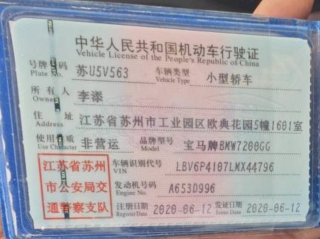 中华人民共和国机动车行驶证
Vehicle License of the People's Republic of China
号牌号码 苏U5V563 车辆类型 小型轿车
Plate No. Vehicle Type
所有人 李添
Owner
住址 江苏省苏州市工业园区欧典花园5幢1601室
Address
使用性质 非营运 品牌型号 宝马牌BMW7200GG
Use Character Model
江苏省苏州市公安局交通警察支队
车辆识别代号 LBV6P4107LMX44796
VIN
发动机号码 A653D996
Engine No.
注册日期 2020-06-12 发证日期 2020-06-12
Register Date Issue Date